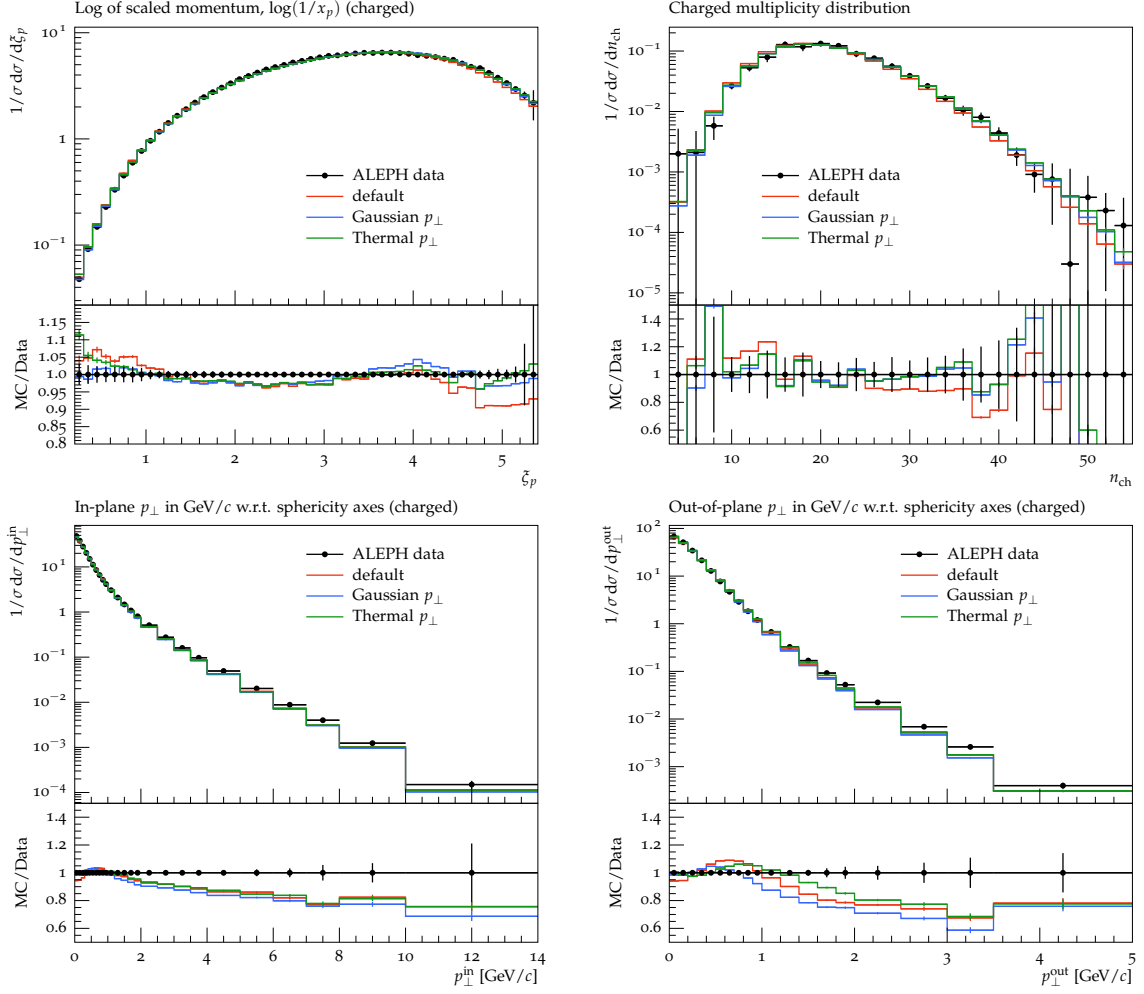 Log of scaled momentum, log(1/x_p) (charged)
1/σ dσ/dξ_p
10
1
10^−1
ALEPH data
default
Gaussian p_⊥
Thermal p_⊥
MC/Data
1.15
1.1
1.05
1.0
0.95
0.9
0.85
0.8
1 2 3 4 5
ξ_p
Charged multiplicity distribution
1/σ dσ/dn_ch
10^−1
10^−2
10^−3
10^−4
10^−5
ALEPH data
default
Gaussian p_⊥
Thermal p_⊥
MC/Data
1.4
1.2
1
0.8
0.6
10 20 30 40 50
n_ch
In-plane p_⊥ in GeV/c w.r.t. sphericity axes (charged)
1/σ dσ/dp_⊥^in
10^1
1
10^−1
10^−2
10^−3
10^−4
ALEPH data
default
Gaussian p_⊥
Thermal p_⊥
MC/Data
1.4
1.2
1
0.8
0.6
0 2 4 6 8 10 12 14
p_⊥^in [GeV/c]
Out-of-plane p_⊥ in GeV/c w.r.t. sphericity axes (charged)
1/σ dσ/dp_⊥^out
10^2
10^1
1
10^−1
10^−2
10^−3
ALEPH data
default
Gaussian p_⊥
Thermal p_⊥
MC/Data
1.4
1.2
1
0.8
0.6
0 1 2 3 4 5
p_⊥^out [GeV/c]